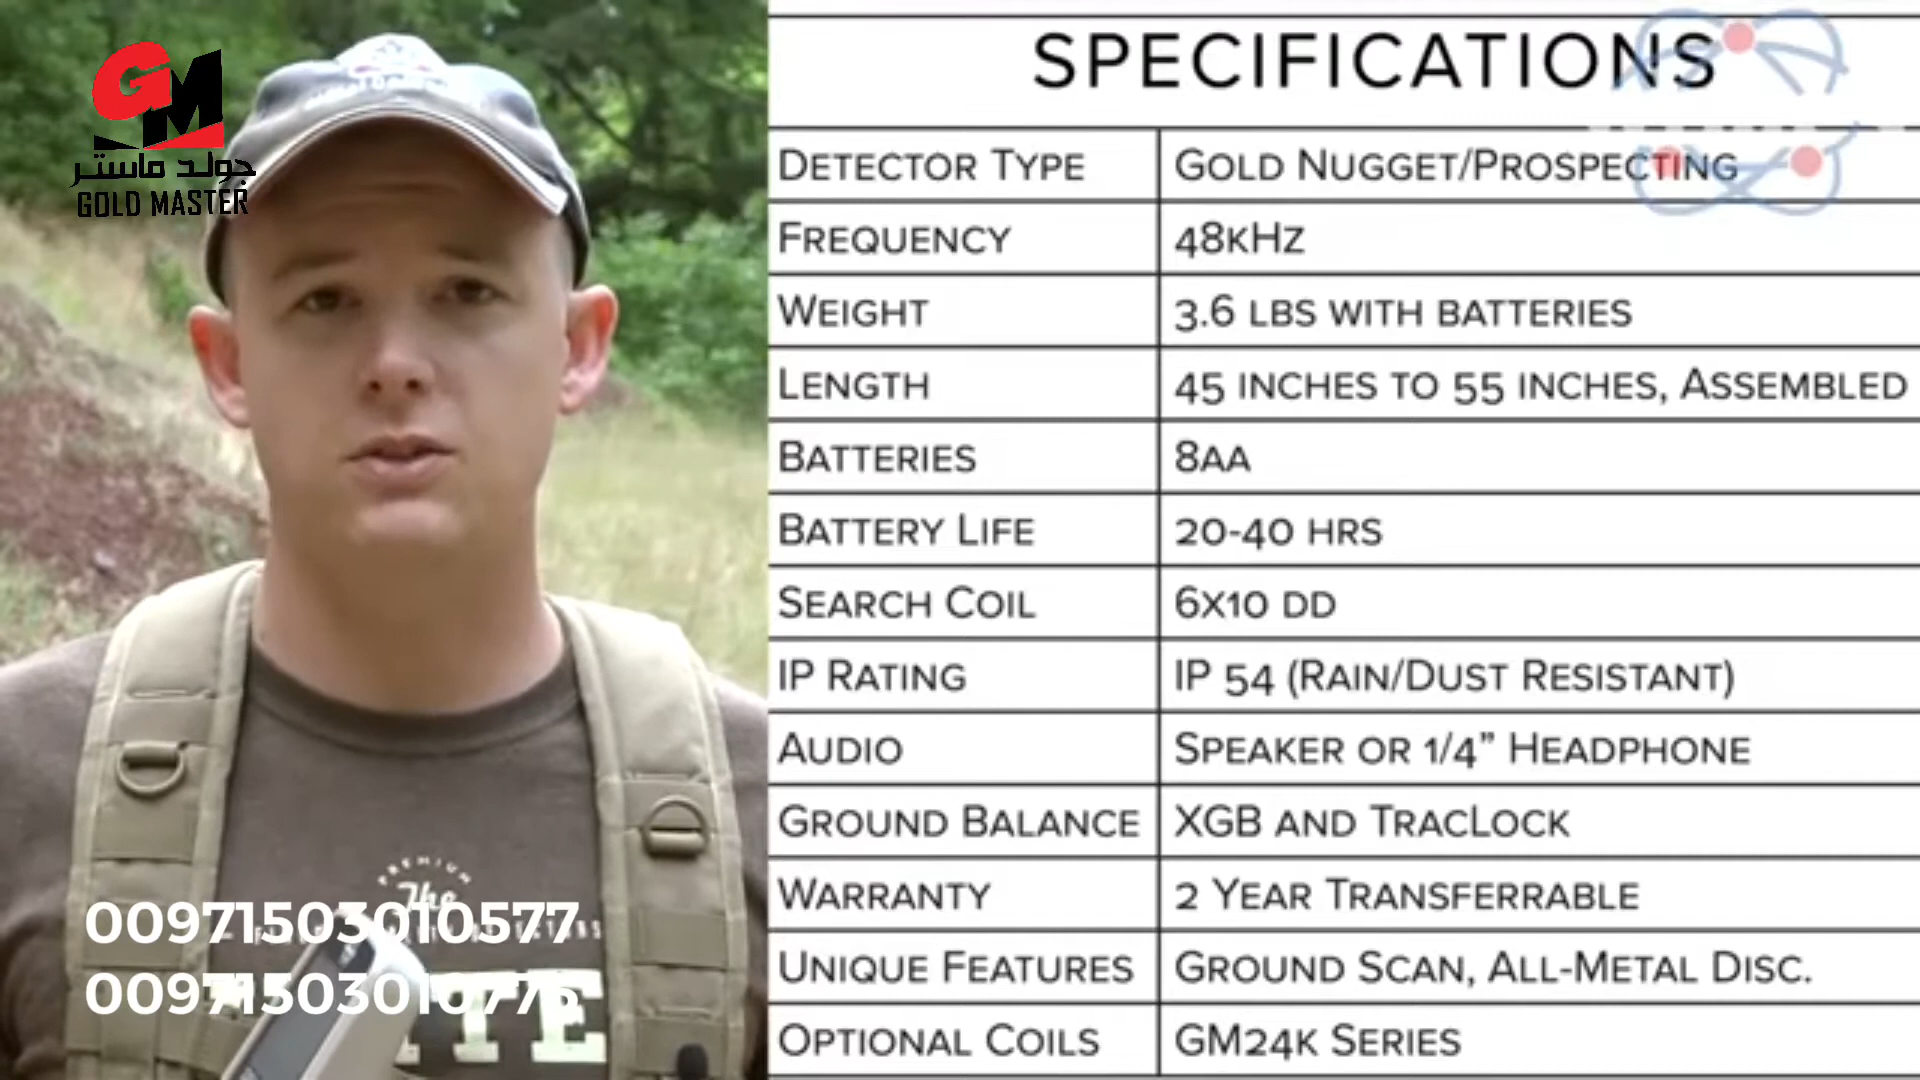 GM
جولد ماستر
GOLD MASTER
PREMIUM
The
00971503010577
00971503010775
SPECIFICATIONS
DETECTOR TYPE GOLD NUGGET/PROSPECTING
FREQUENCY 48KHZ
WEIGHT 3.6 LBS WITH BATTERIES
LENGTH 45 INCHES TO 55 INCHES, ASSEMBLED
BATTERIES 8AA
BATTERY LIFE 20-40 HRS
SEARCH COIL 6X10 DD
IP RATING IP 54 (RAIN/DUST RESISTANT)
AUDIO SPEAKER OR 1/4” HEADPHONE
GROUND BALANCE XGB AND TRACLOCK
WARRANTY 2 YEAR TRANSFERRABLE
UNIQUE FEATURES GROUND SCAN, ALL-METAL DISC.
OPTIONAL COILS GM24K SERIES